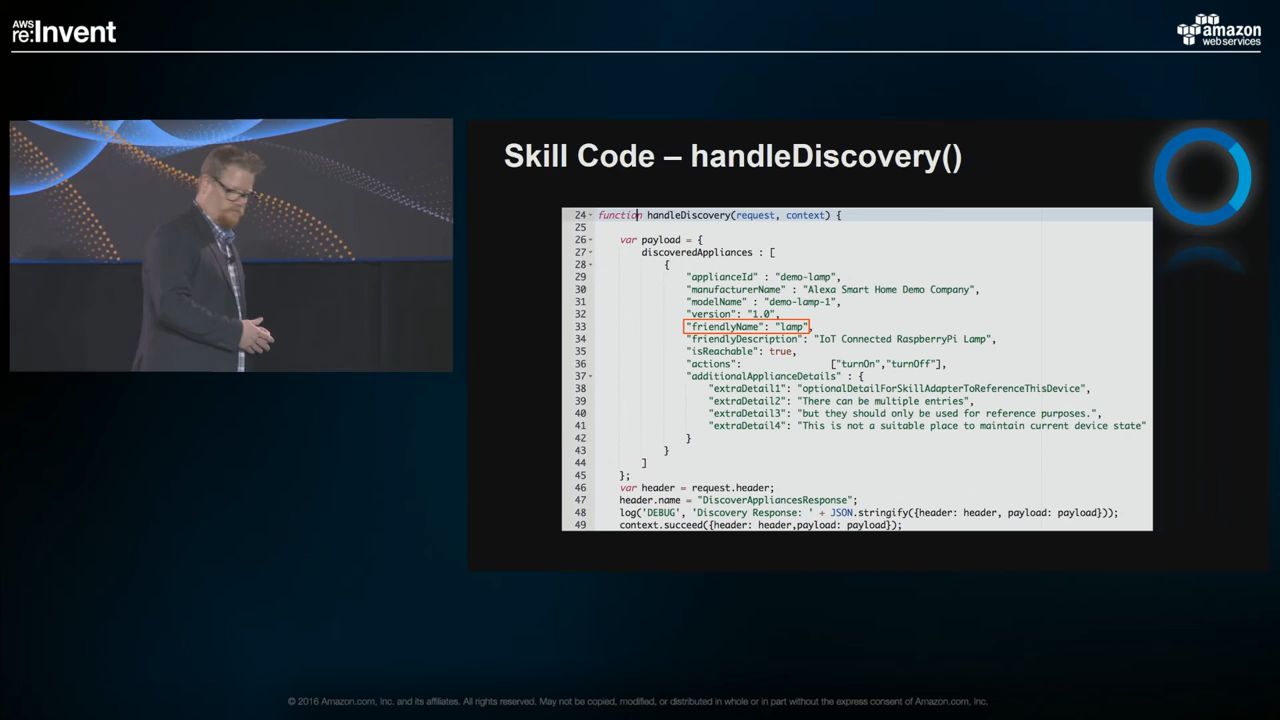 AWS
re:Invent
amazon
web services
Skill Code – handleDiscovery()
24 function handleDiscovery(request, context) {
25
26 var payload = {
27 discoveredAppliances : [
28 {
29 "applianceId" : "demo-lamp",
30 "manufacturerName" : "Alexa Smart Home Demo Company",
31 "modelName" : "demo-lamp-1",
32 "version": "1.0",
33 "friendlyName": "lamp",
34 "friendlyDescription": "IoT Connected RaspberryPi Lamp",
35 "isReachable": true,
36 "actions": ["turnOn","turnOff"],
37 "additionalApplianceDetails" : {
38 "extraDetail1": "optionalDetailForSkillAdapterToReferenceThisDevice",
39 "extraDetail2": "There can be multiple entries",
40 "extraDetail3": "but they should only be used for reference purposes.",
41 "extraDetail4": "This is not a suitable place to maintain current device state"
42 }
43 }
44 ]
45 };
46 var header = request.header;
47 header.name = "DiscoverAppliancesResponse";
48 log('DEBUG', 'Discovery Response: ' + JSON.stringify({header: header, payload: payload}));
49 context.succeed({header: header,payload: payload});
© 2016 Amazon.com, Inc. and its affiliates. All rights reserved. May not be copied, modified, or distributed in whole or in part without the express consent of Amazon.com, Inc.